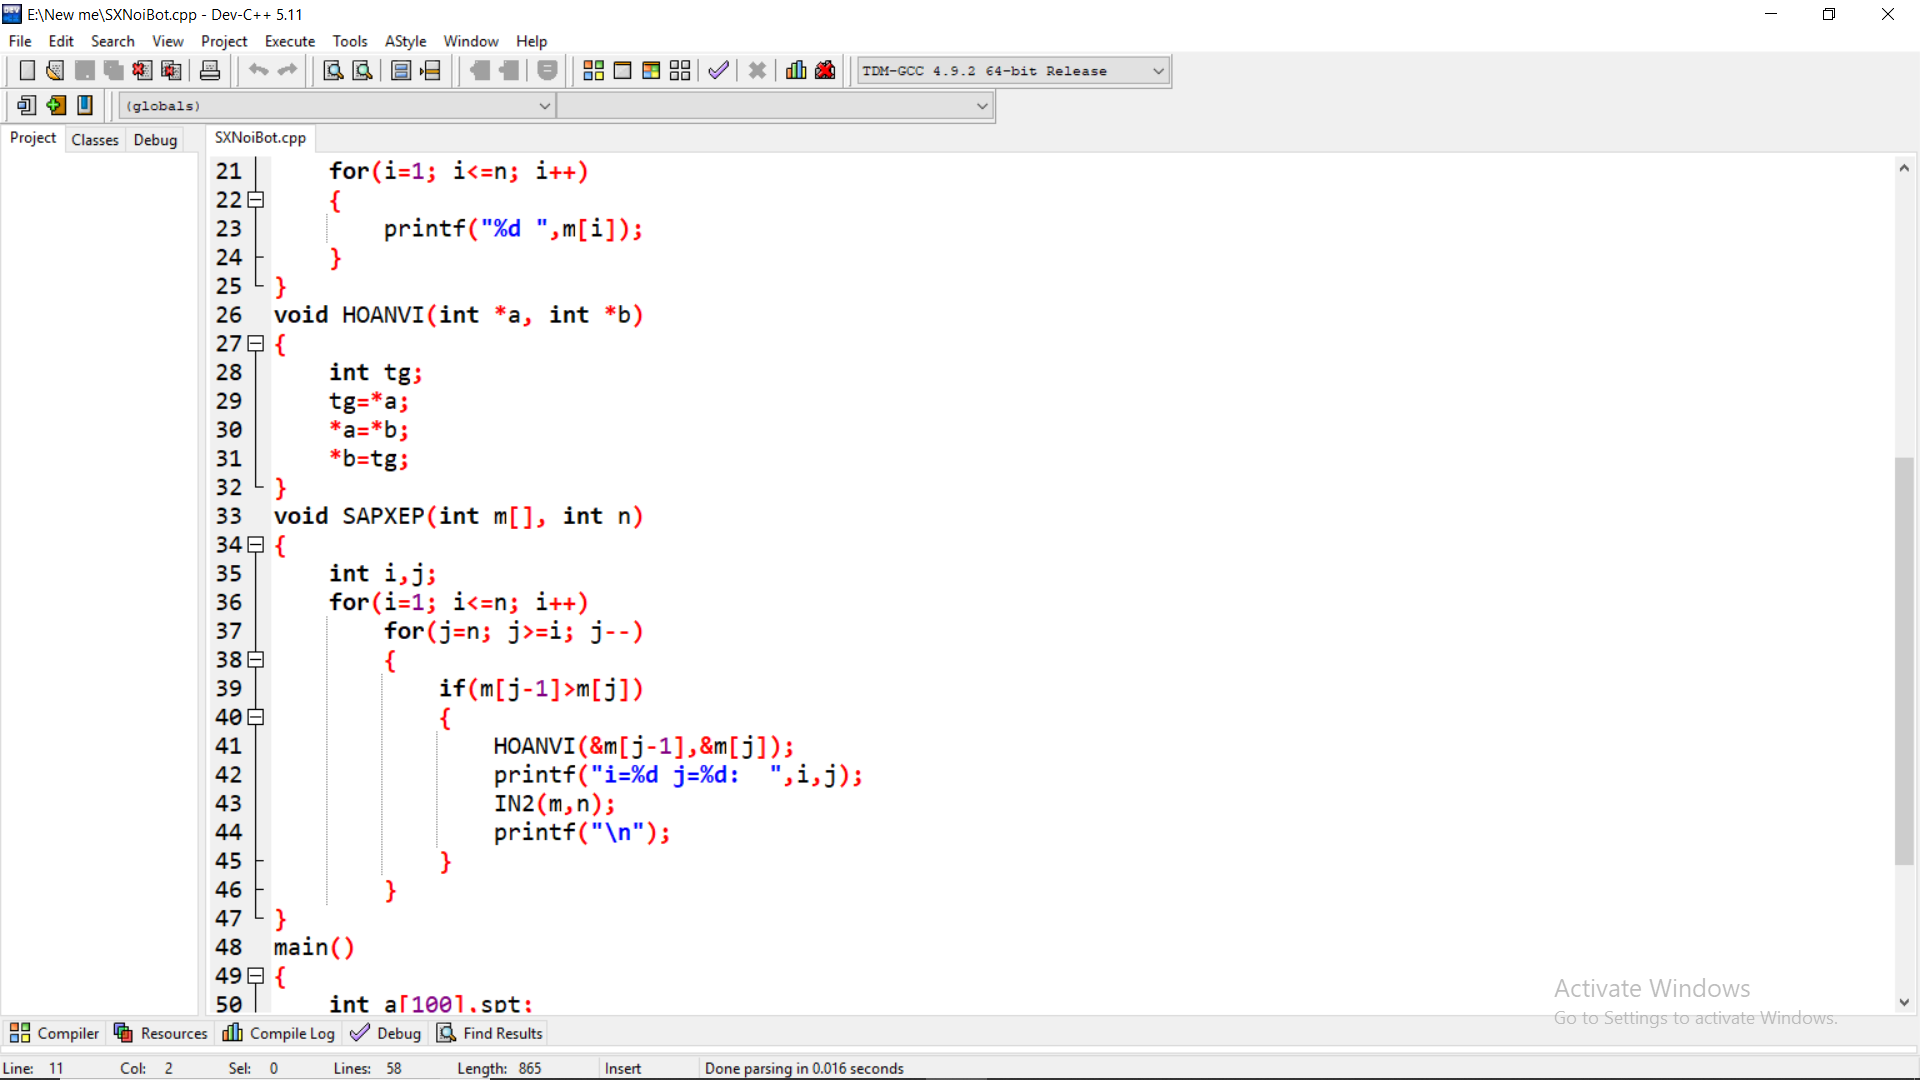 E:\New me\SXNoiBot.cpp - Dev-C++ 5.11
File Edit Search View Project Execute Tools AStyle Window Help
TDM-GCC 4.9.2 64-bit Release
(globals)
Project Classes Debug SXNoiBot.cpp
21 for(i=1; i<=n; i++)
22 {
23 printf("%d ",m[i]);
24 }
25 }
26 void HOANVI(int *a, int *b)
27 {
28 int tg;
29 tg=*a;
30 *a=*b;
31 *b=tg;
32 }
33 void SAPXEP(int m[], int n)
34 {
35 int i,j;
36 for(i=1; i<=n; i++)
37 for(j=n; j>=i; j--)
38 {
39 if(m[j-1]>m[j])
40 {
41 HOANVI(&m[j-1],&m[j]);
42 printf("i=%d j=%d:  ",i,j);
43 IN2(m,n);
44 printf("\n");
45 }
46 }
47 }
48 main()
49 {
50 int a[100],spt;
Activate Windows
Go to Settings to activate Windows.
Compiler Resources Compile Log Debug Find Results
Line: 11 Col: 2 Sel: 0 Lines: 58 Length: 865 Insert Done parsing in 0.016 seconds